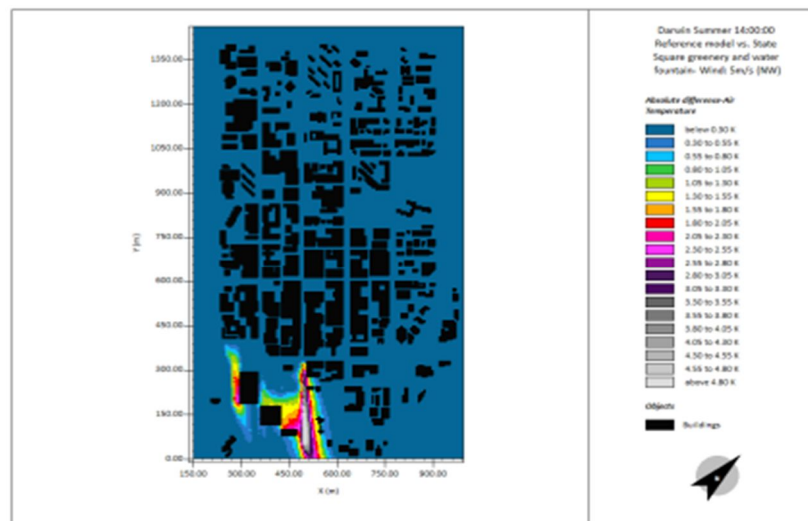 Darwin Summer 14:00:00
Reference model vs. State
Square greenery and water
fountain- Wind: 5m/s (NW)
Absolute difference-Air
Temperature
below 0.30 K
0.30 to 0.55 K
0.55 to 0.80 K
0.80 to 1.05 K
1.05 to 1.30 K
1.30 to 1.55 K
1.55 to 1.80 K
1.80 to 2.05 K
2.05 to 2.30 K
2.30 to 2.55 K
2.55 to 2.80 K
2.80 to 3.05 K
3.05 to 3.30 K
3.30 to 3.55 K
3.55 to 3.80 K
3.80 to 4.05 K
4.05 to 4.30 K
4.30 to 4.55 K
4.55 to 4.80 K
above 4.80 K
Objects
Buildings
Y (m)
1350.00
1200.00
1050.00
900.00
750.00
600.00
450.00
300.00
150.00
0.00
150.00 300.00 450.00 600.00 750.00 900.00
X (m)